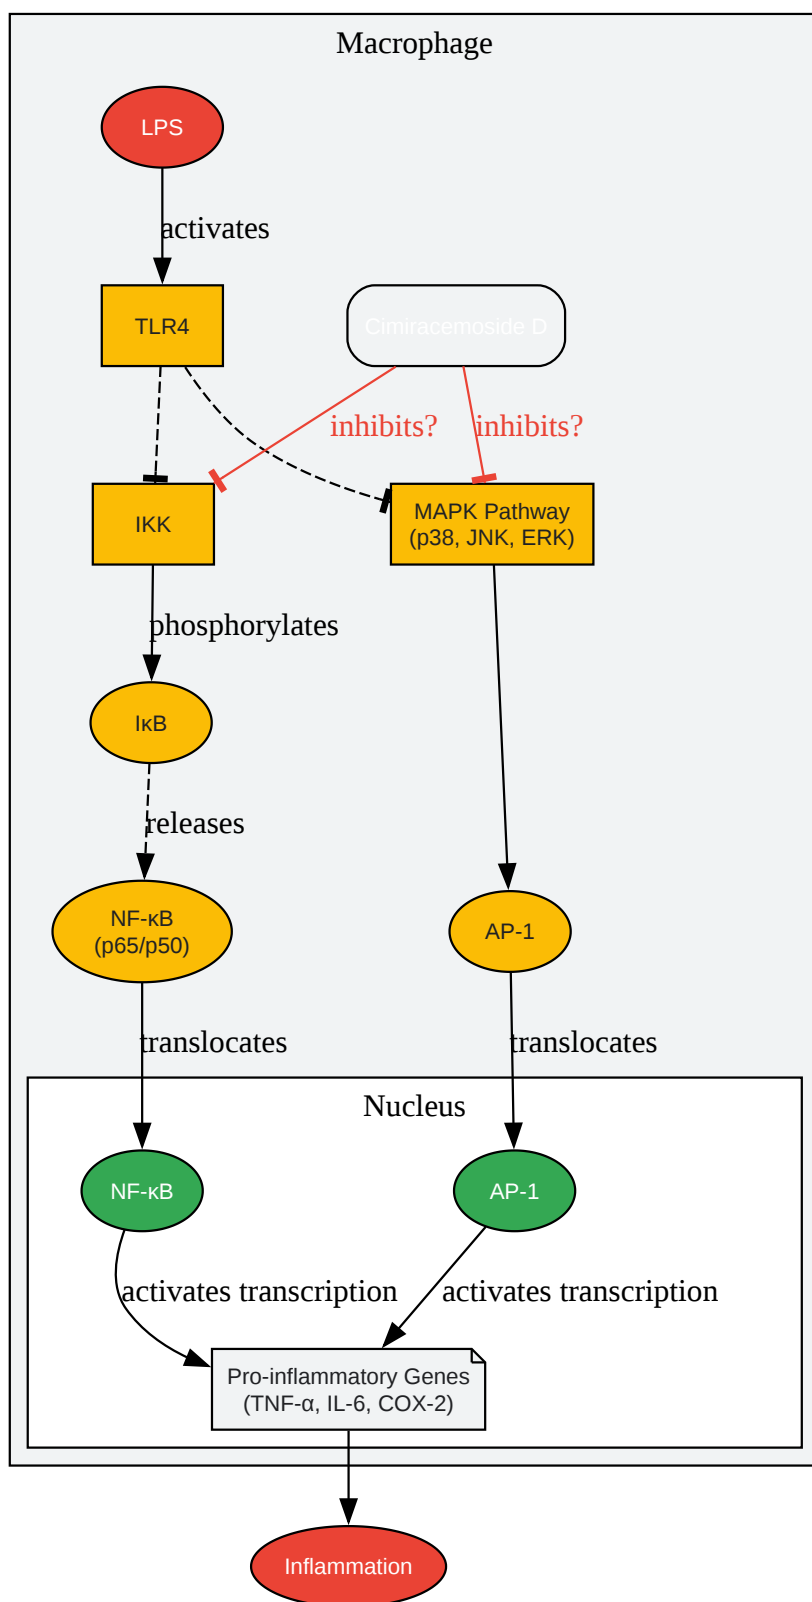 Macrophage
LPS
activates
TLR4
Cimiracemoside D
inhibits?
inhibits?
IKK
MAPK Pathway
(p38, JNK, ERK)
phosphorylates
IκB
releases
NF-κB
(p65/p50)
AP-1
translocates
translocates
Nucleus
NF-κB
AP-1
activates transcription
activates transcription
Pro-inflammatory Genes
(TNF-α, IL-6, COX-2)
Inflammation